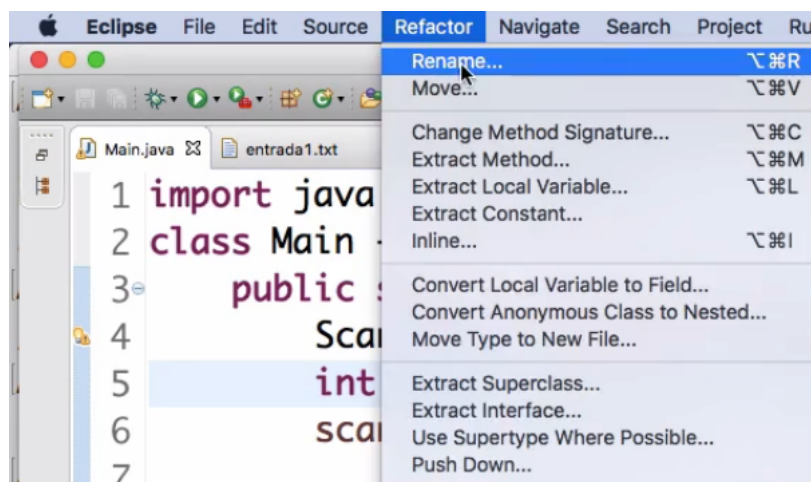 Eclipse File Edit Source Refactor Navigate Search Project Ru
Rename... ⌥⌘R
Move... ⌥⌘V
Change Method Signature... ⌥⌘C
Extract Method... ⌥⌘M
Extract Local Variable... ⌥⌘L
Extract Constant...
Inline... ⌥⌘I
Convert Local Variable to Field...
Convert Anonymous Class to Nested...
Move Type to New File...
Extract Superclass...
Extract Interface...
Use Supertype Where Possible...
Push Down...
Main.java entrada1.txt
1 import java
2 class Main
3 public
4 Scan
5 int
6 scan
7